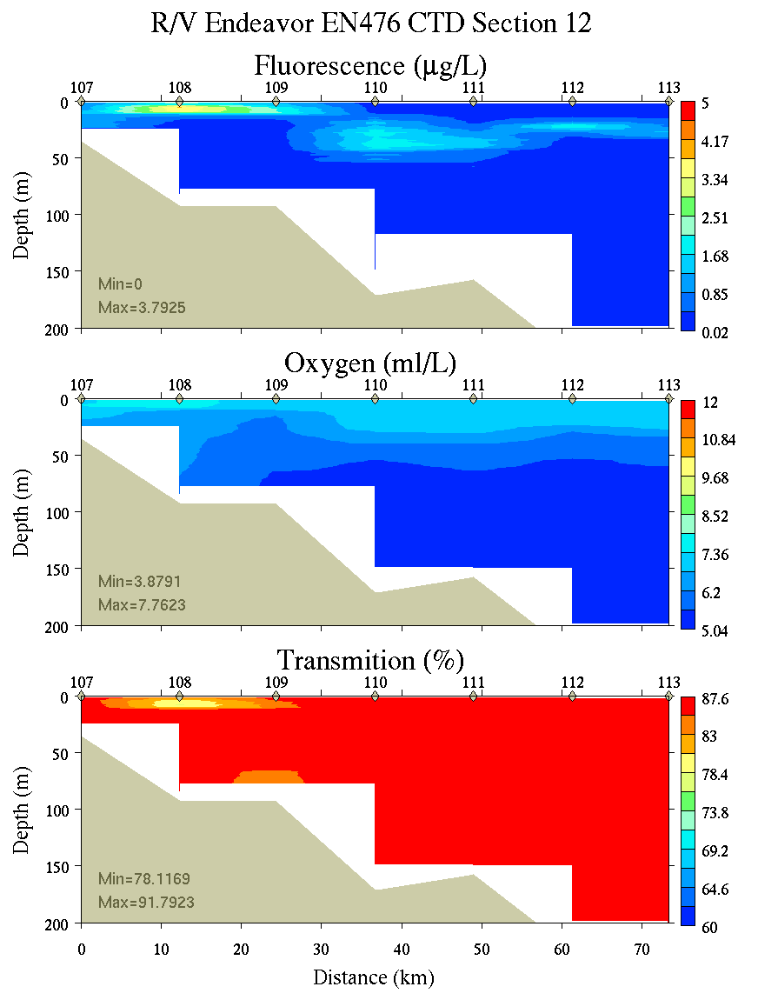 R/V Endeavor EN476 CTD Section 12
Fluorescence (µg/L)
107 108 109 110 111 112 113
0
50
100
150
200
Depth (m)
Min=0
Max=3.7925
5
4.17
3.34
2.51
1.68
0.85
0.02
Oxygen (ml/L)
107 108 109 110 111 112 113
0
50
100
150
200
Depth (m)
Min=3.8791
Max=7.7623
12
10.84
9.68
8.52
7.36
6.2
5.04
Transmition (%)
107 108 109 110 111 112 113
0
50
100
150
200
Depth (m)
Min=78.1169
Max=91.7923
87.6
83
78.4
73.8
69.2
64.6
60
0 10 20 30 40 50 60 70
Distance (km)